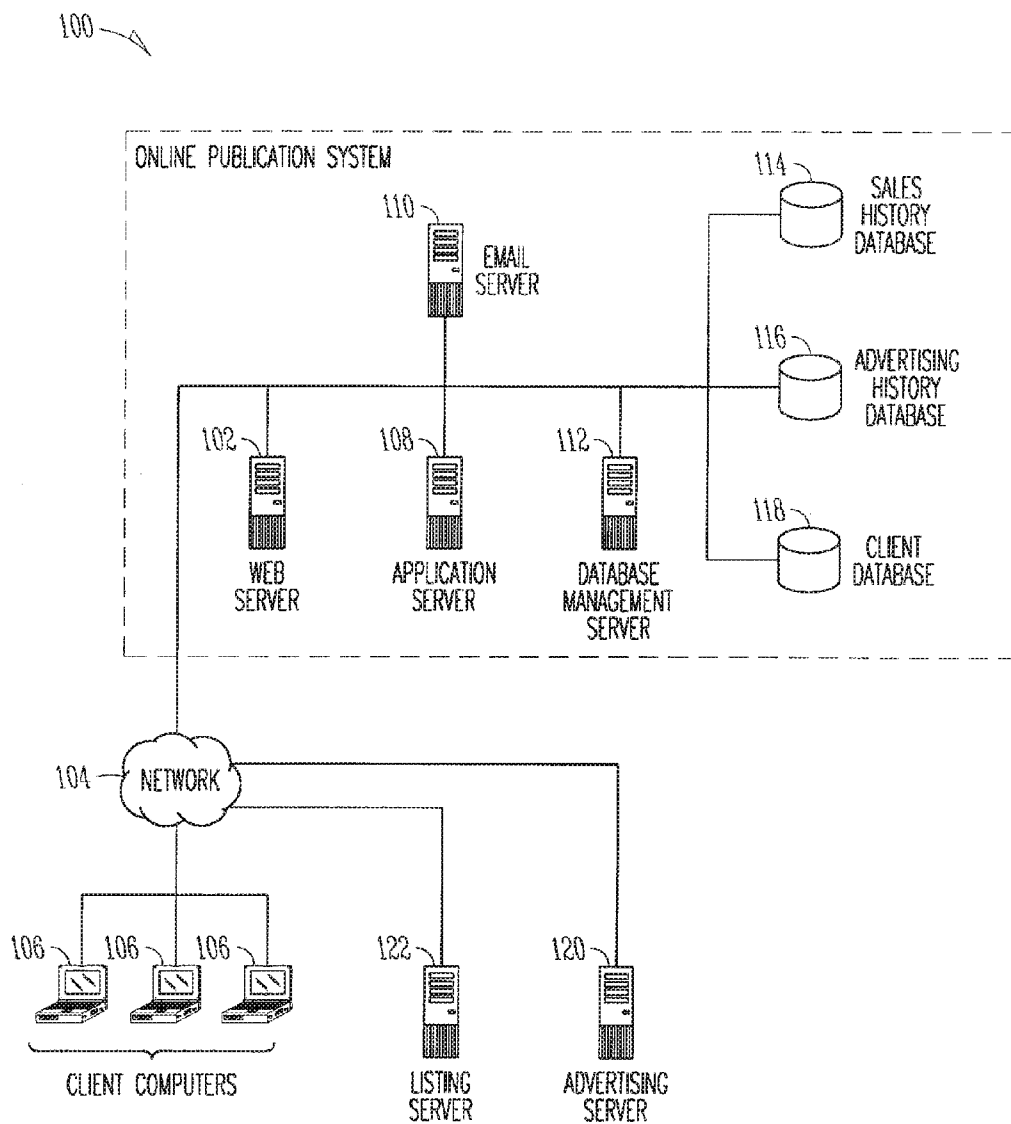 100
ONLINE PUBLICATION SYSTEM
114
SALES
HISTORY
DATABASE
110
EMAIL
SERVER
116
ADVERTISING
HISTORY
DATABASE
102
108
112
WEB
SERVER
APPLICATION
SERVER
DATABASE
MANAGEMENT
SERVER
118
CLIENT
DATABASE
104
NETWORK
106
106
106
122
120
CLIENT COMPUTERS
LISTING
SERVER
ADVERTISING
SERVER